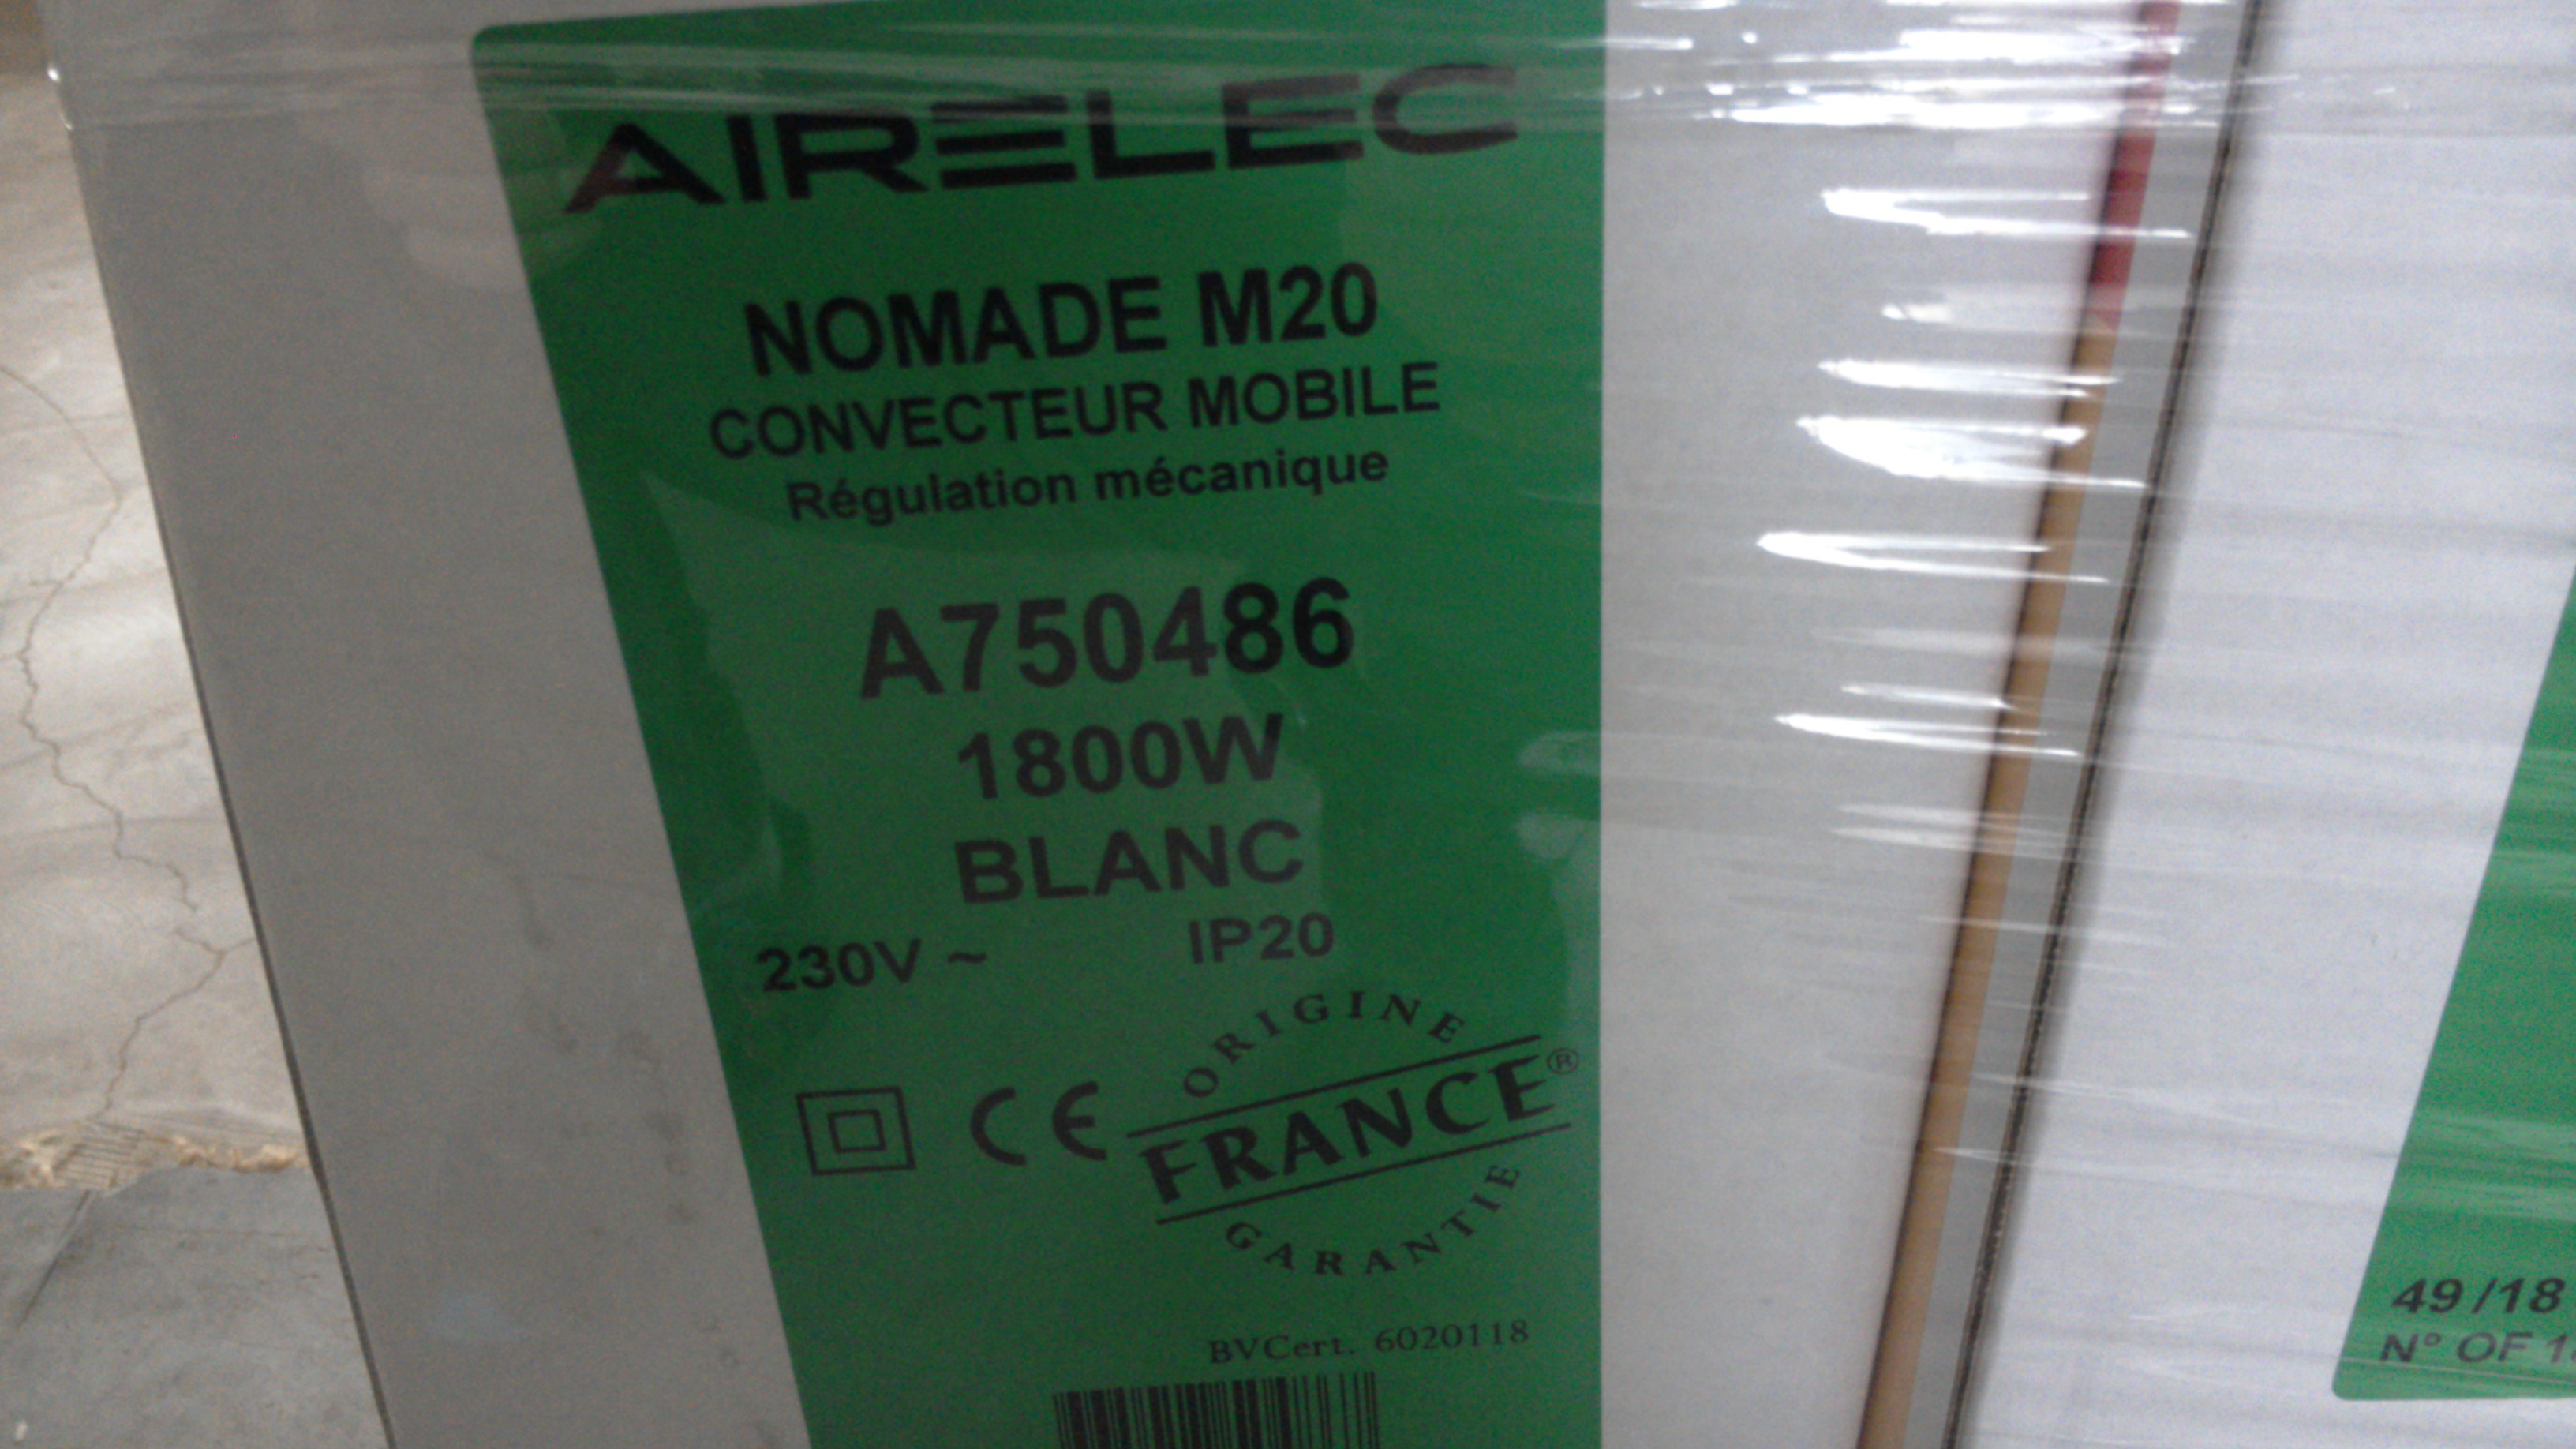 AIRELEC
NOMADE M20
CONVECTEUR MOBILE
Régulation mécanique
A750486
1800W
BLANC
230V ~ IP20
CE
ORIGINE
FRANCE®
GARANTIE
BVCert. 6020118
49/18
N° OF